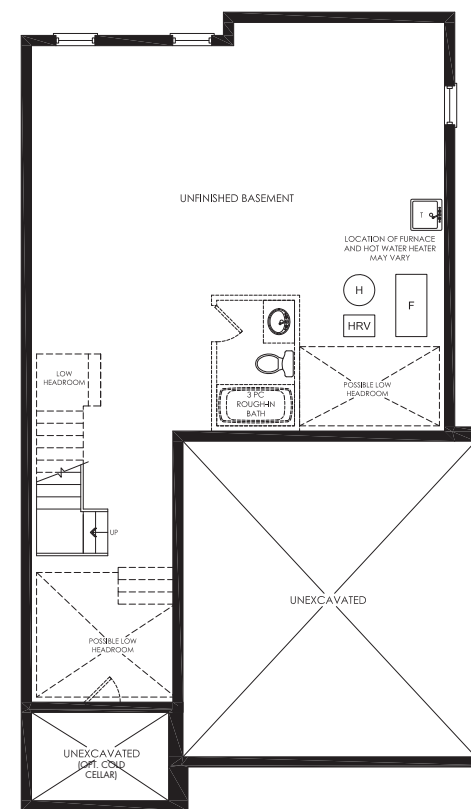 UNFINISHED BASEMENT
T
LOCATION OF FURNACE
AND HOT WATER HEATER
MAY VARY
H
F
HRV
LOW
HEADROOM
3 PC
ROUGH-IN
BATH
POSSIBLE LOW
HEADROOM
UP
UNEXCAVATED
POSSIBLE LOW
HEADROOM
UNEXCAVATED
(OPT. COLD
CELLAR)